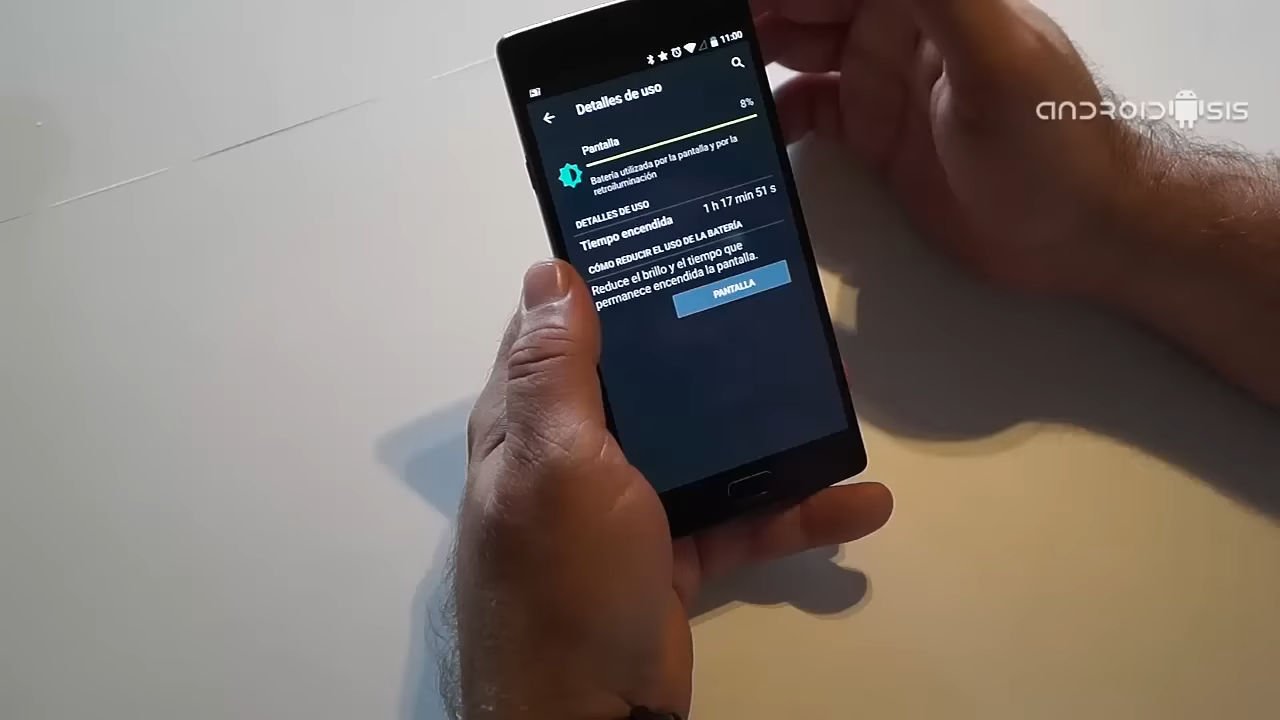 11:00
Detalles de uso
8%
Pantalla
Batería utilizada por la pantalla y por la
retroiluminación
DETALLES DE USO
Tiempo encendida 1 h 17 min 51 s
CÓMO REDUCIR EL USO DE LA BATERÍA
Reduce el brillo y el tiempo que
permanece encendida la pantalla.
PANTALLA
ANDROIDSIS